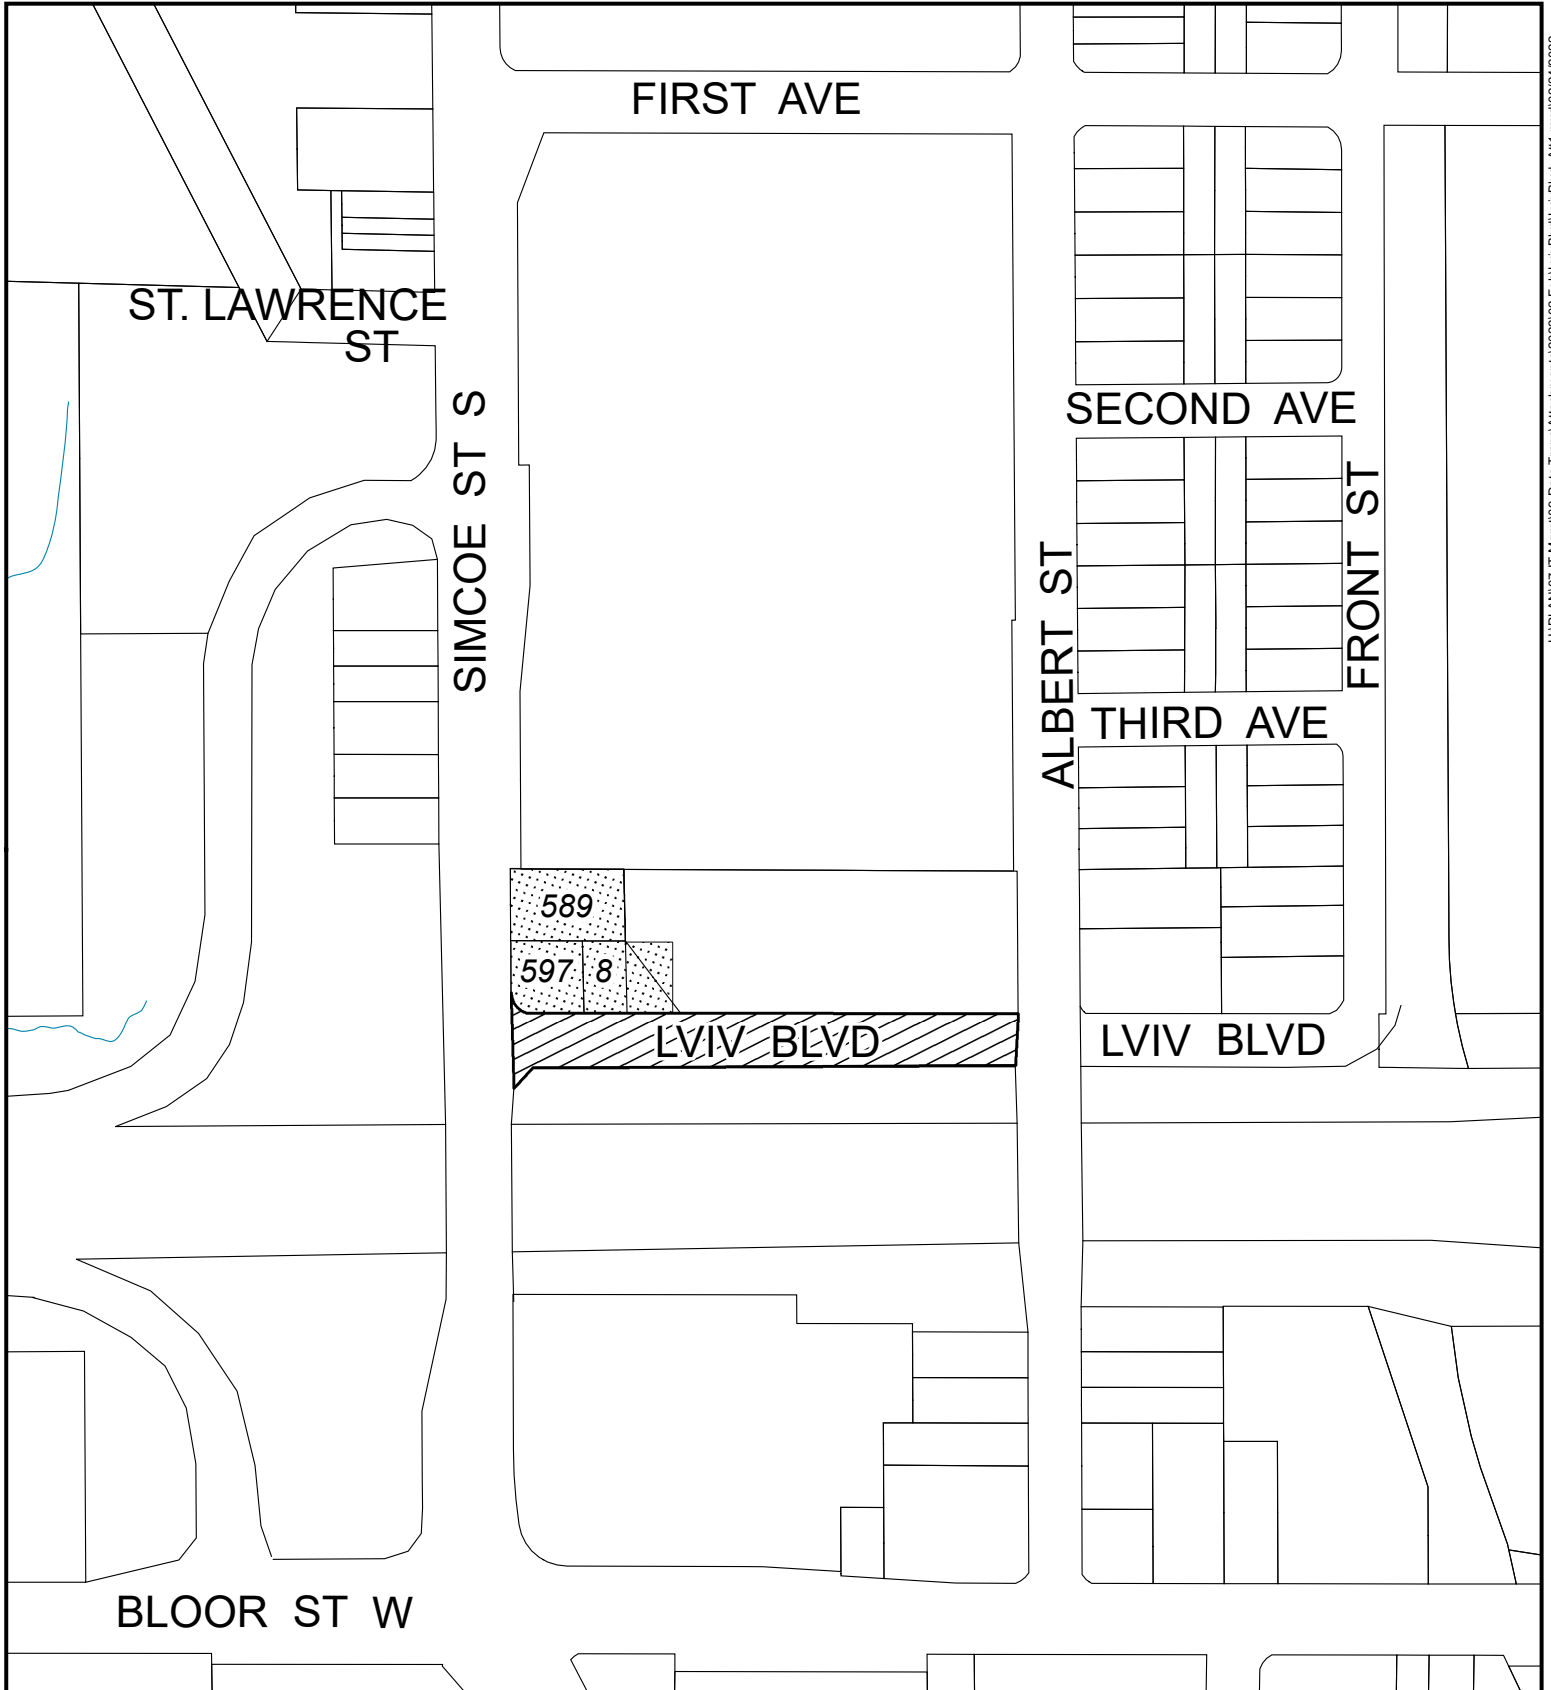 FIRST AVE
ST. LAWRENCE
ST
SIMCOE ST S
SECOND AVE
FRONT ST
ALBERT ST
THIRD AVE
589
597
8
LVIV BLVD
LVIV BLVD
BLOOR ST W